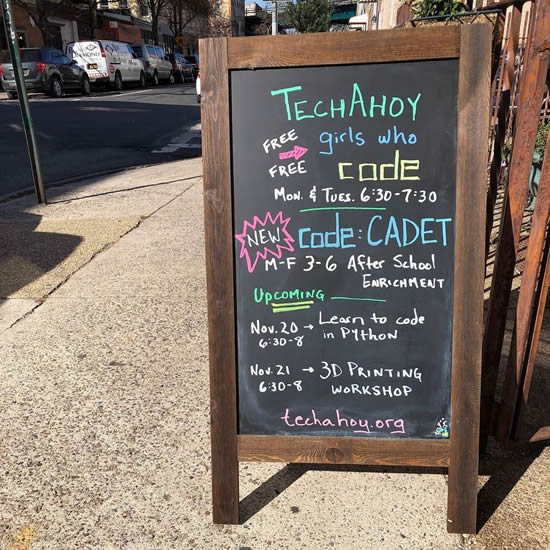 TECHAHOY
FREE girls who
FREE code
MON. & TUES. 6:30-7:30
NEW code: CADET
M-F 3-6 After School
ENRICHMENT
UPCOMING
NOV. 20 → Learn to code
6:30-8 in PYTHON
NOV. 21 → 3D PRINTING
6:30-8 WORKSHOP
techahoy.org